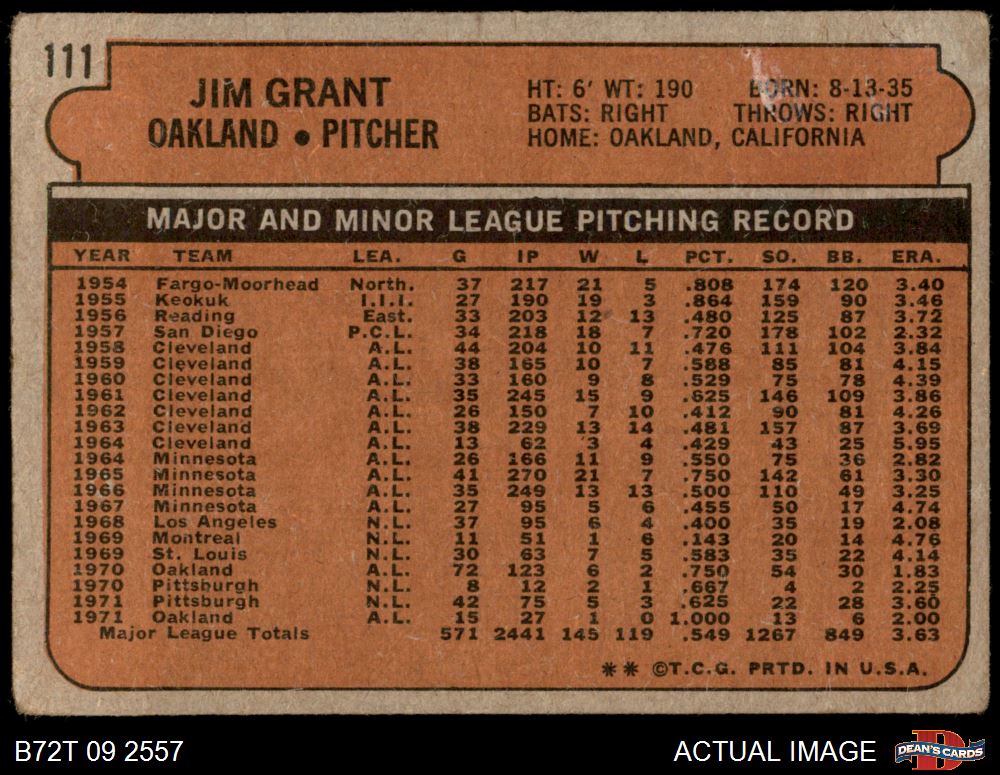 111
JIM GRANT
OAKLAND • PITCHER
HT: 6' WT: 190 BORN: 8-13-35
BATS: RIGHT THROWS: RIGHT
HOME: OAKLAND, CALIFORNIA
MAJOR AND MINOR LEAGUE PITCHING RECORD
YEAR TEAM LEA. G IP W L PCT. SO. BB. ERA.
1954 Fargo-Moorhead North. 37 217 21 5 .808 174 120 3.40
1955 Keokuk I.I.I. 27 190 19 3 .864 159 90 3.46
1956 Reading East. 33 203 12 13 .480 125 87 3.72
1957 San Diego P.C.L. 34 218 18 7 .720 178 102 2.32
1958 Cleveland A.L. 44 204 10 11 .476 111 104 3.84
1959 Cleveland A.L. 38 165 10 7 .588 85 81 4.15
1960 Cleveland A.L. 33 160 9 8 .529 75 78 4.39
1961 Cleveland A.L. 35 245 15 9 .625 146 109 3.86
1962 Cleveland A.L. 26 150 7 10 .412 90 81 4.26
1963 Cleveland A.L. 38 229 13 14 .481 157 87 3.69
1964 Cleveland A.L. 13 62 3 4 .429 43 25 5.95
1964 Minnesota A.L. 26 166 11 9 .550 75 36 2.82
1965 Minnesota A.L. 41 270 21 7 .750 142 61 3.30
1966 Minnesota A.L. 35 249 13 13 .500 110 49 3.25
1967 Minnesota A.L. 27 95 5 6 .455 50 17 4.74
1968 Los Angeles N.L. 37 95 6 4 .400 35 19 2.08
1969 Montreal N.L. 11 51 1 6 .143 20 14 4.76
1969 St. Louis N.L. 30 63 7 5 .583 35 22 4.14
1970 Oakland A.L. 72 123 6 2 .750 54 30 1.83
1970 Pittsburgh N.L. 8 12 2 1 .667 4 2 2.25
1971 Pittsburgh N.L. 42 75 5 3 .625 22 28 3.60
1971 Oakland A.L. 15 27 1 0 1.000 13 6 2.00
Major League Totals 571 2441 145 119 .549 1267 849 3.63
** ©T.C.G. PRTD. IN U.S.A.
B72T 09 2557
ACTUAL IMAGE
DEAN'S CARDS